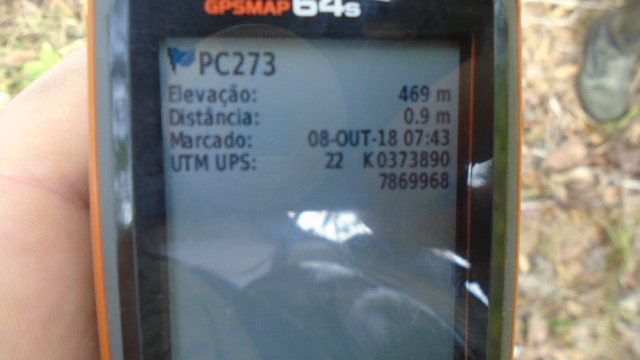 GPSMAP 64s
PC273
Elevação: 469 m
Distância: 0.9 m
Marcado: 08-OUT-18 07:43
UTM UPS: 22 K 0373890
7869968